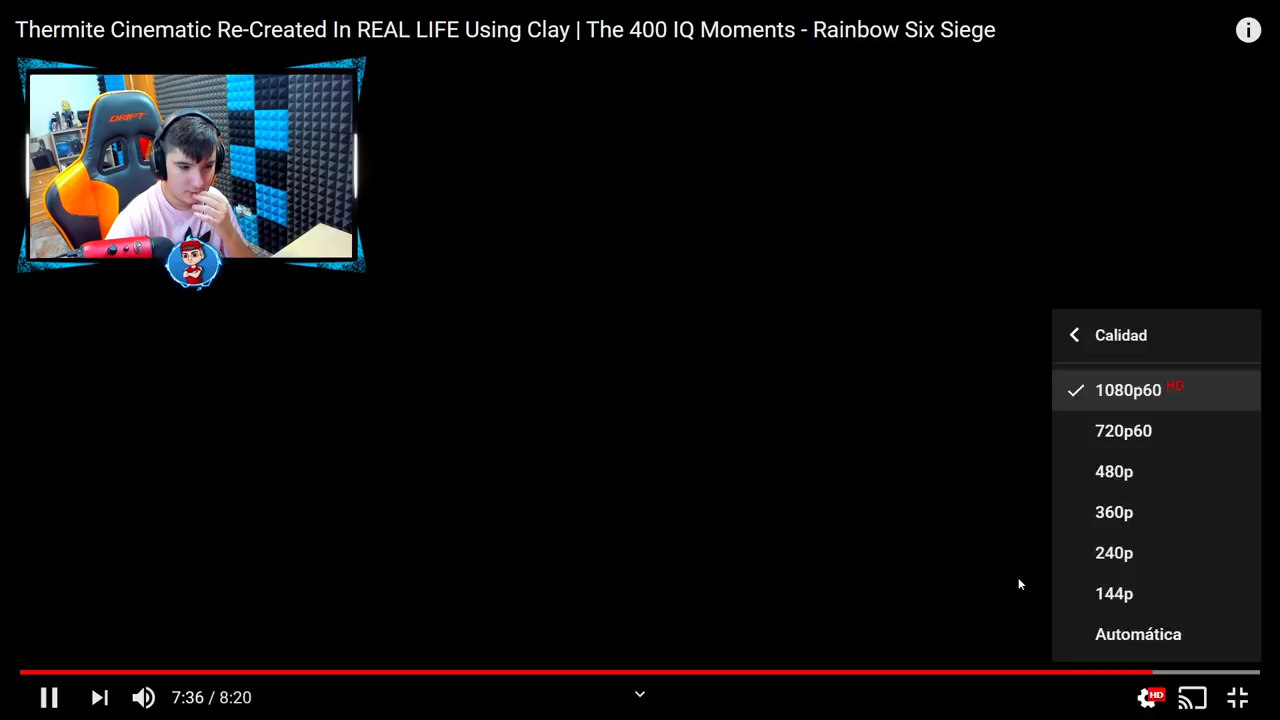 Thermite Cinematic Re-Created In REAL LIFE Using Clay | The 400 IQ Moments - Rainbow Six Siege
DRIFT
Calidad
1080p60 HD
720p60
480p
360p
240p
144p
Automática
7:36 / 8:20
HD